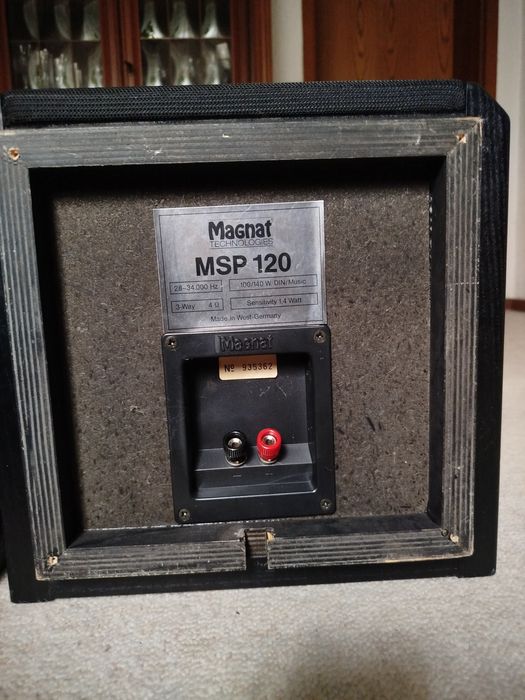 Magnat
TECHNOLOGIES
MSP 120
28-34 000 Hz
100/140 W. DIN/Music
3-Way 4 Ω
Sensitivity 1,4 Watt
Made in West-Germany
Magnat
Nº 935362